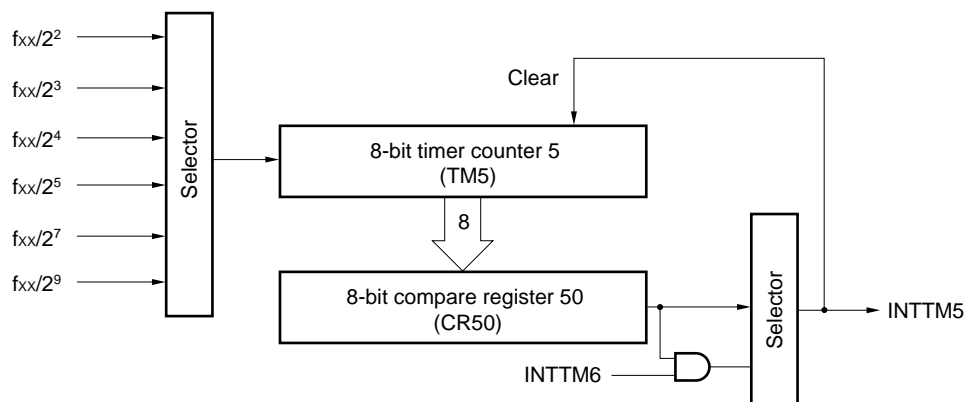 fxx/2²
fxx/2³
fxx/2⁴
fxx/2⁵
fxx/2⁷
fxx/2⁹
Selector
Clear
8-bit timer counter 5
(TM5)
8
8-bit compare register 50
(CR50)
INTTM6
Selector
INTTM5